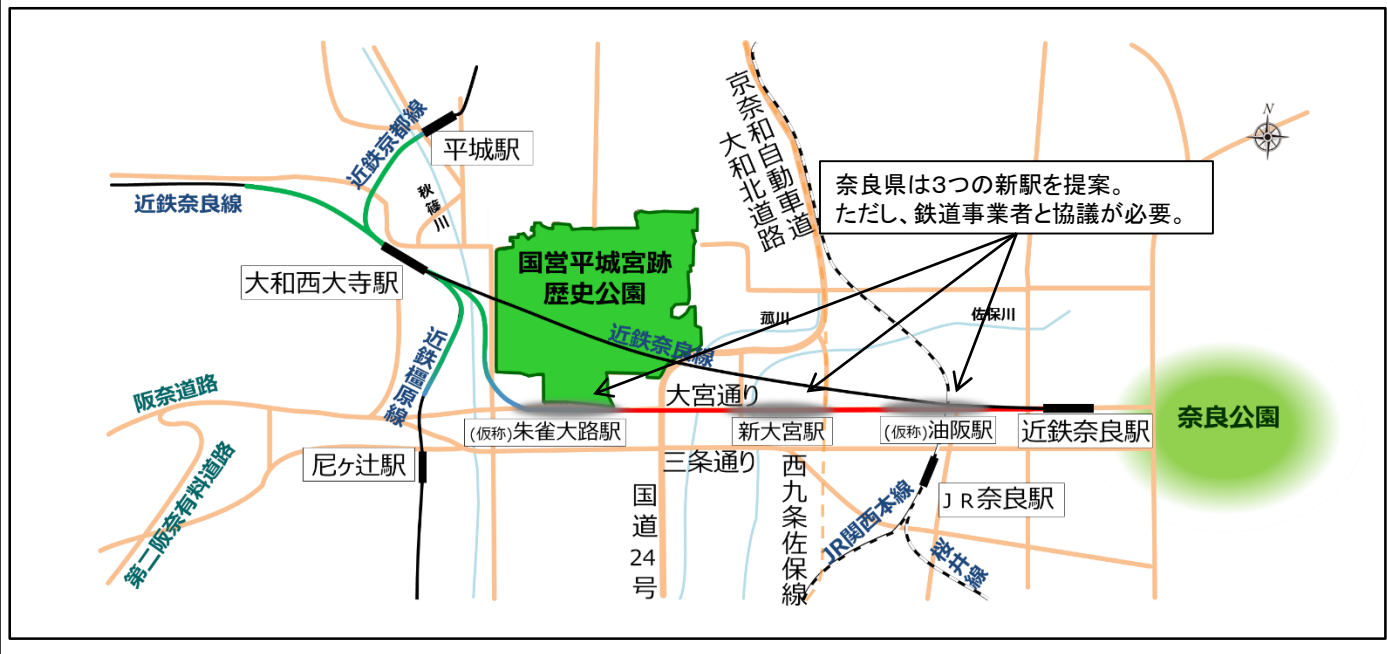 N
平城駅
近鉄京都線
近鉄奈良線
秋篠川
京奈和自動車道
大和北道路
奈良県は3つの新駅を提案。
ただし、鉄道事業者と協議が必要。
大和西大寺駅
国営平城宮跡
歴史公園
菰川
佐保川
近鉄奈良線
近鉄橿原線
阪奈道路
大宮通り
奈良公園
(仮称)朱雀大路駅
新大宮駅
(仮称)油阪駅
近鉄奈良駅
尼ヶ辻駅
三条通り
第二阪奈有料道路
国道24号
西九条佐保線
JR奈良駅
JR関西本線
桜井線